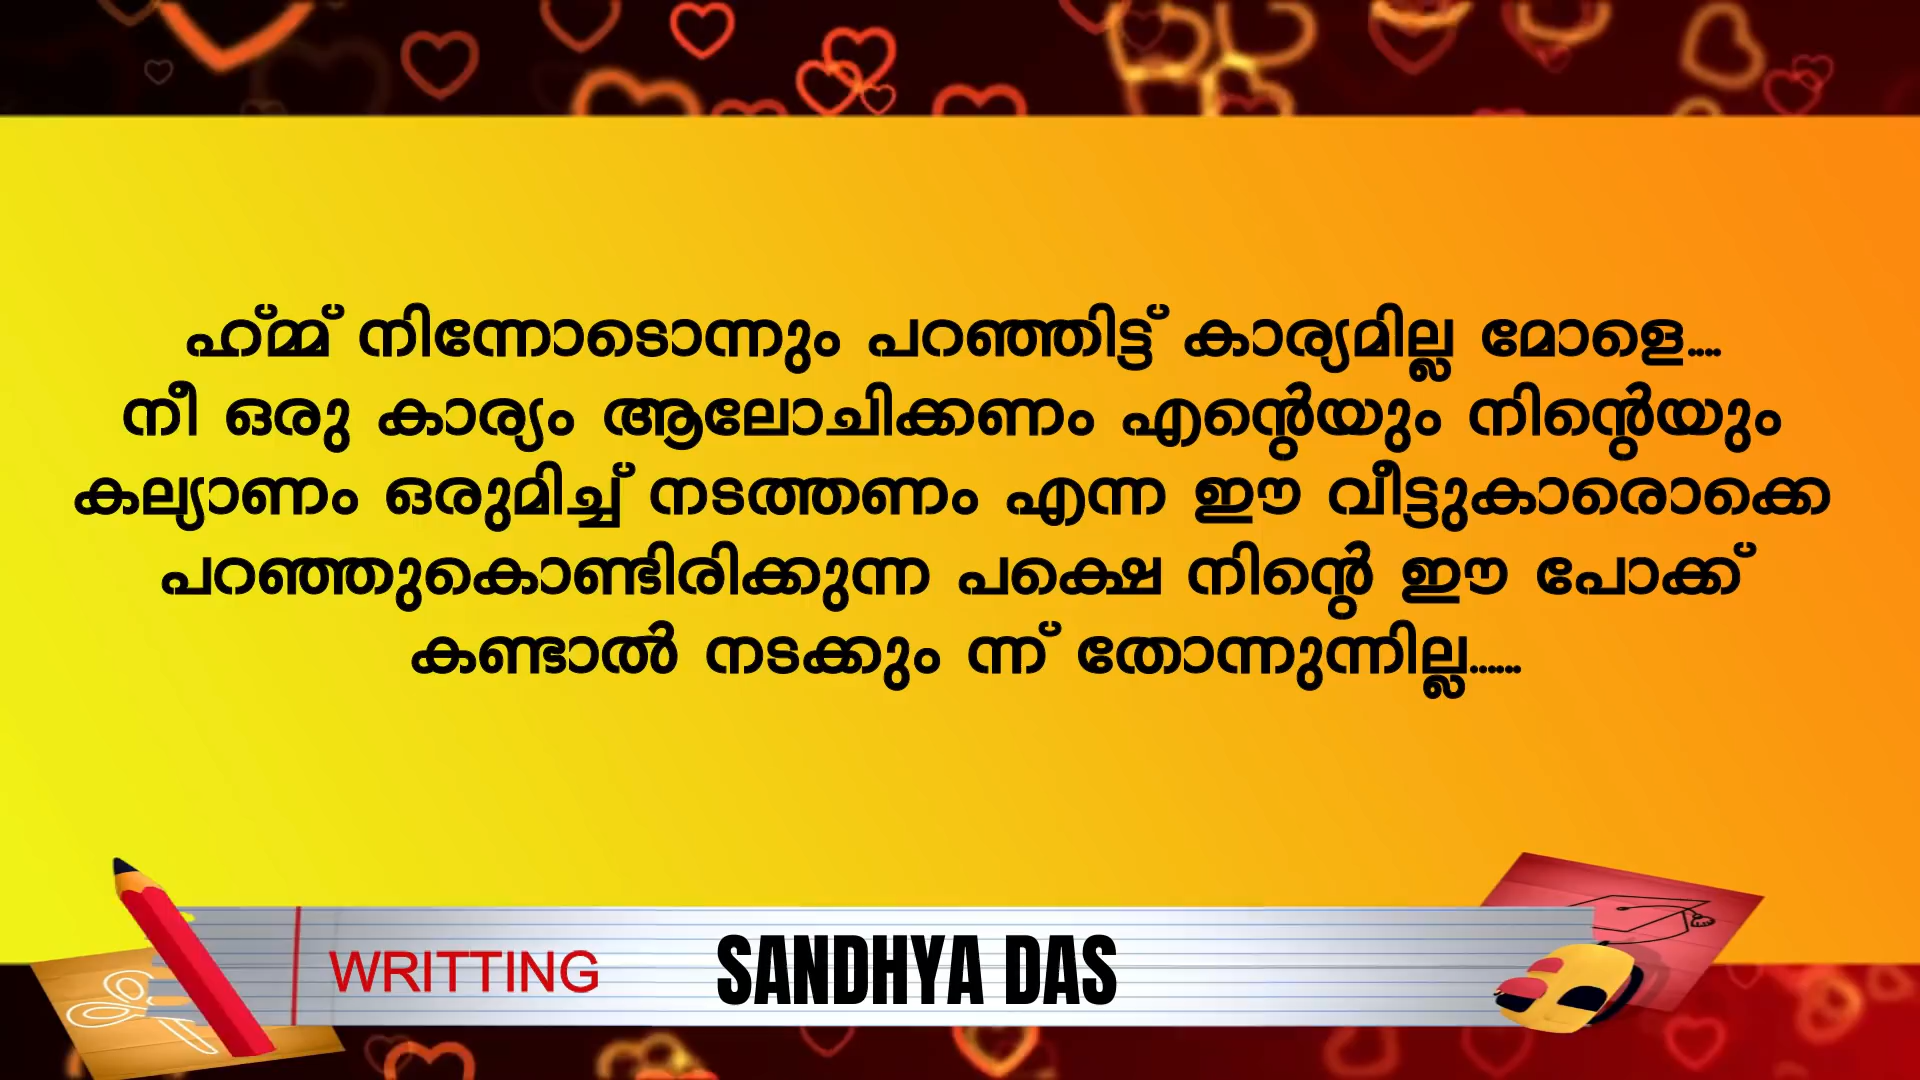 ഹ്മ്മ് നിന്നോടൊന്നും പറഞ്ഞിട്ട് കാര്യമില്ല മോളെ....
നീ ഒരു കാര്യം ആലോചിക്കണം എന്റെയും നിന്റെയും
കല്യാണം ഒരുമിച്ച് നടത്തണം എന്ന ഈ വീട്ടുകാരൊക്കെ
പറഞ്ഞുകൊണ്ടിരിക്കുന്ന പക്ഷെ നിന്റെ ഈ പോക്ക്
കണ്ടാൽ നടക്കും ന്ന് തോന്നുന്നില്ല......
WRITTING SANDHYA DAS